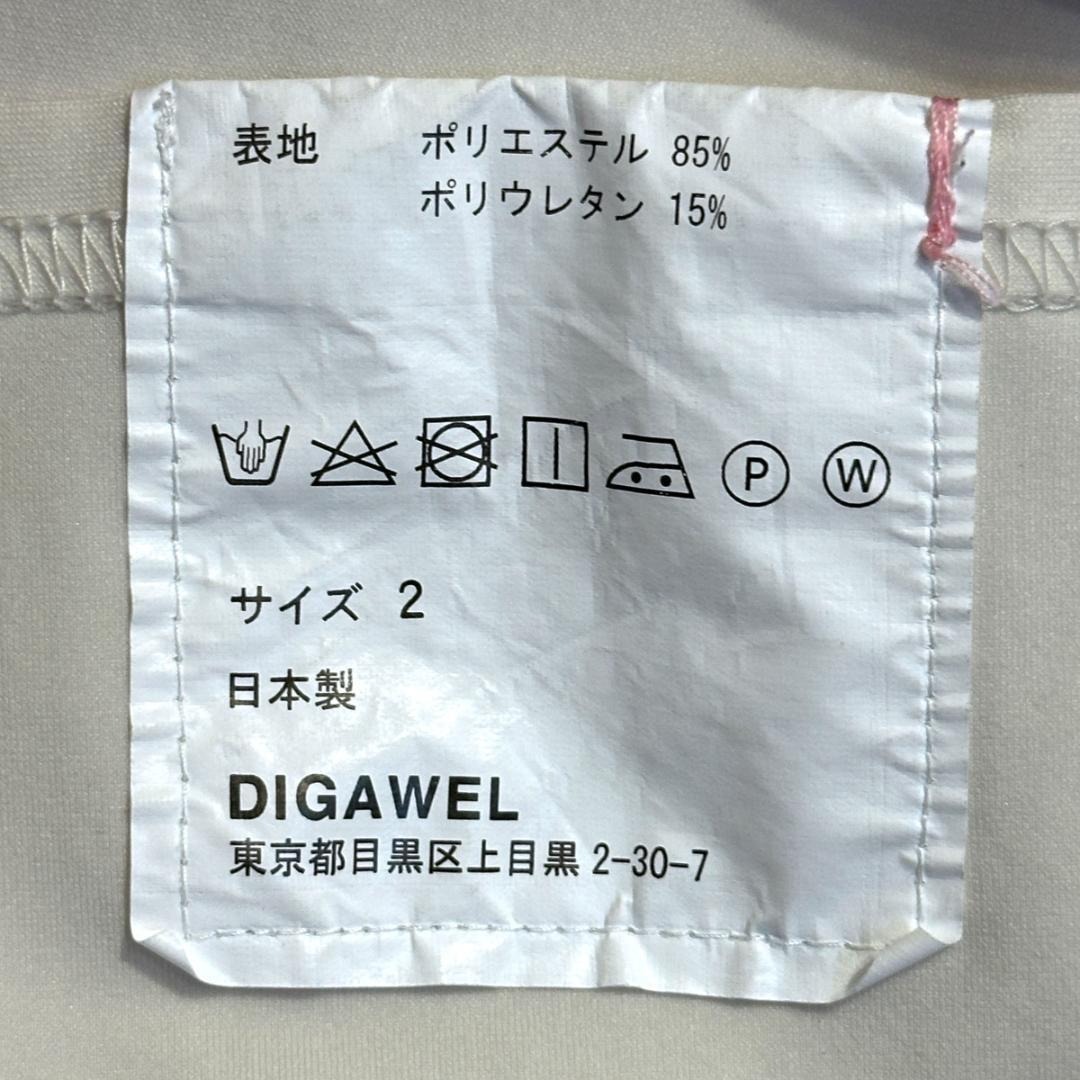 表地 ポリエステル 85%
ポリウレタン 15%
P W
サイズ 2
日本製
DIGAWEL
東京都目黒区上目黒 2-30-7